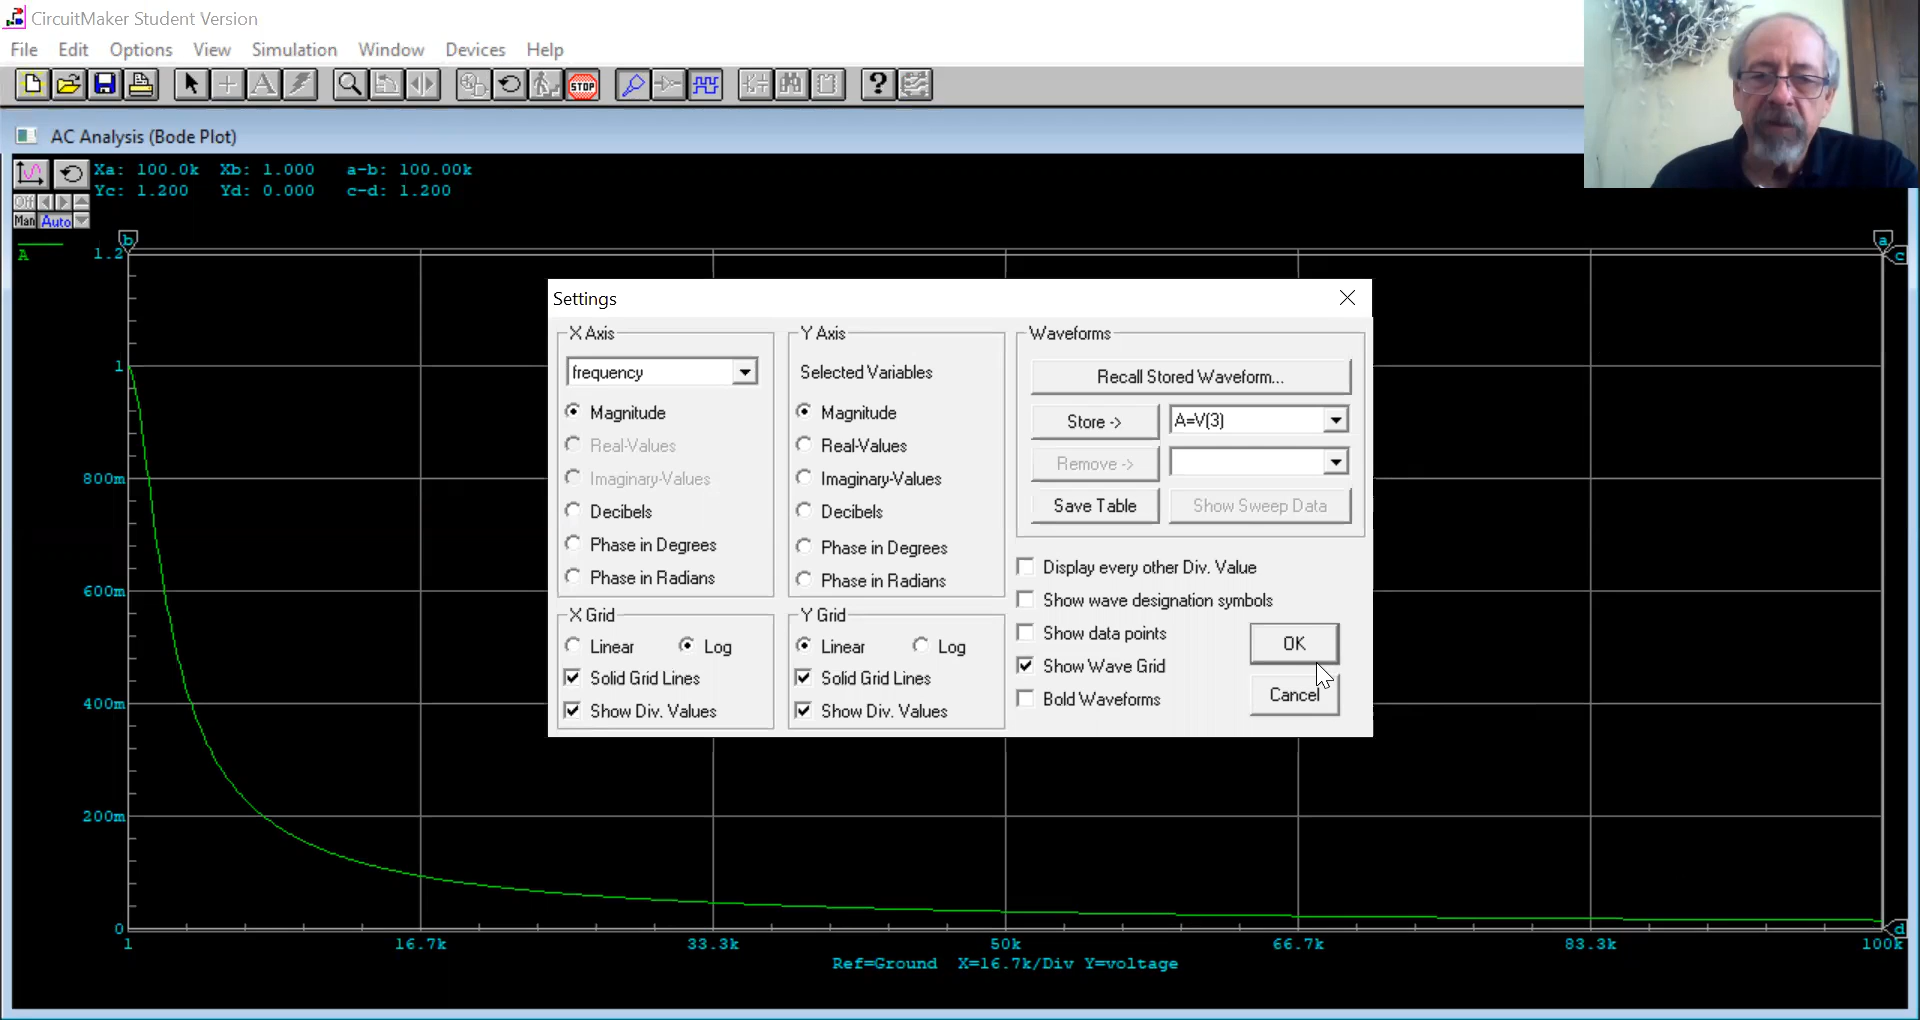 CircuitMaker Student Version
File Edit Options View Simulation Window Devices Help
STOP
AC Analysis (Bode Plot)
Xa: 100.0k Xb: 1.000 a-b: 100.00k
Yc: 1.200 Yd: 0.000 c-d: 1.200
Off
Man Auto
A
b
a
c
d
1.2
1
800m
600m
400m
200m
0
1 16.7k 33.3k 50k 66.7k 83.3k 100k
Ref=Ground X=16.7k/Div Y=voltage
Settings
X Axis
frequency
Magnitude
Real-Values
Imaginary-Values
Decibels
Phase in Degrees
Phase in Radians
X Grid
Linear Log
Solid Grid Lines
Show Div. Values
Y Axis
Selected Variables
Magnitude
Real-Values
Imaginary-Values
Decibels
Phase in Degrees
Phase in Radians
Y Grid
Linear Log
Solid Grid Lines
Show Div. Values
Waveforms
Recall Stored Waveform...
Store -> A=V(3)
Remove ->
Save Table Show Sweep Data
Display every other Div. Value
Show wave designation symbols
Show data points
Show Wave Grid
Bold Waveforms
OK
Cancel